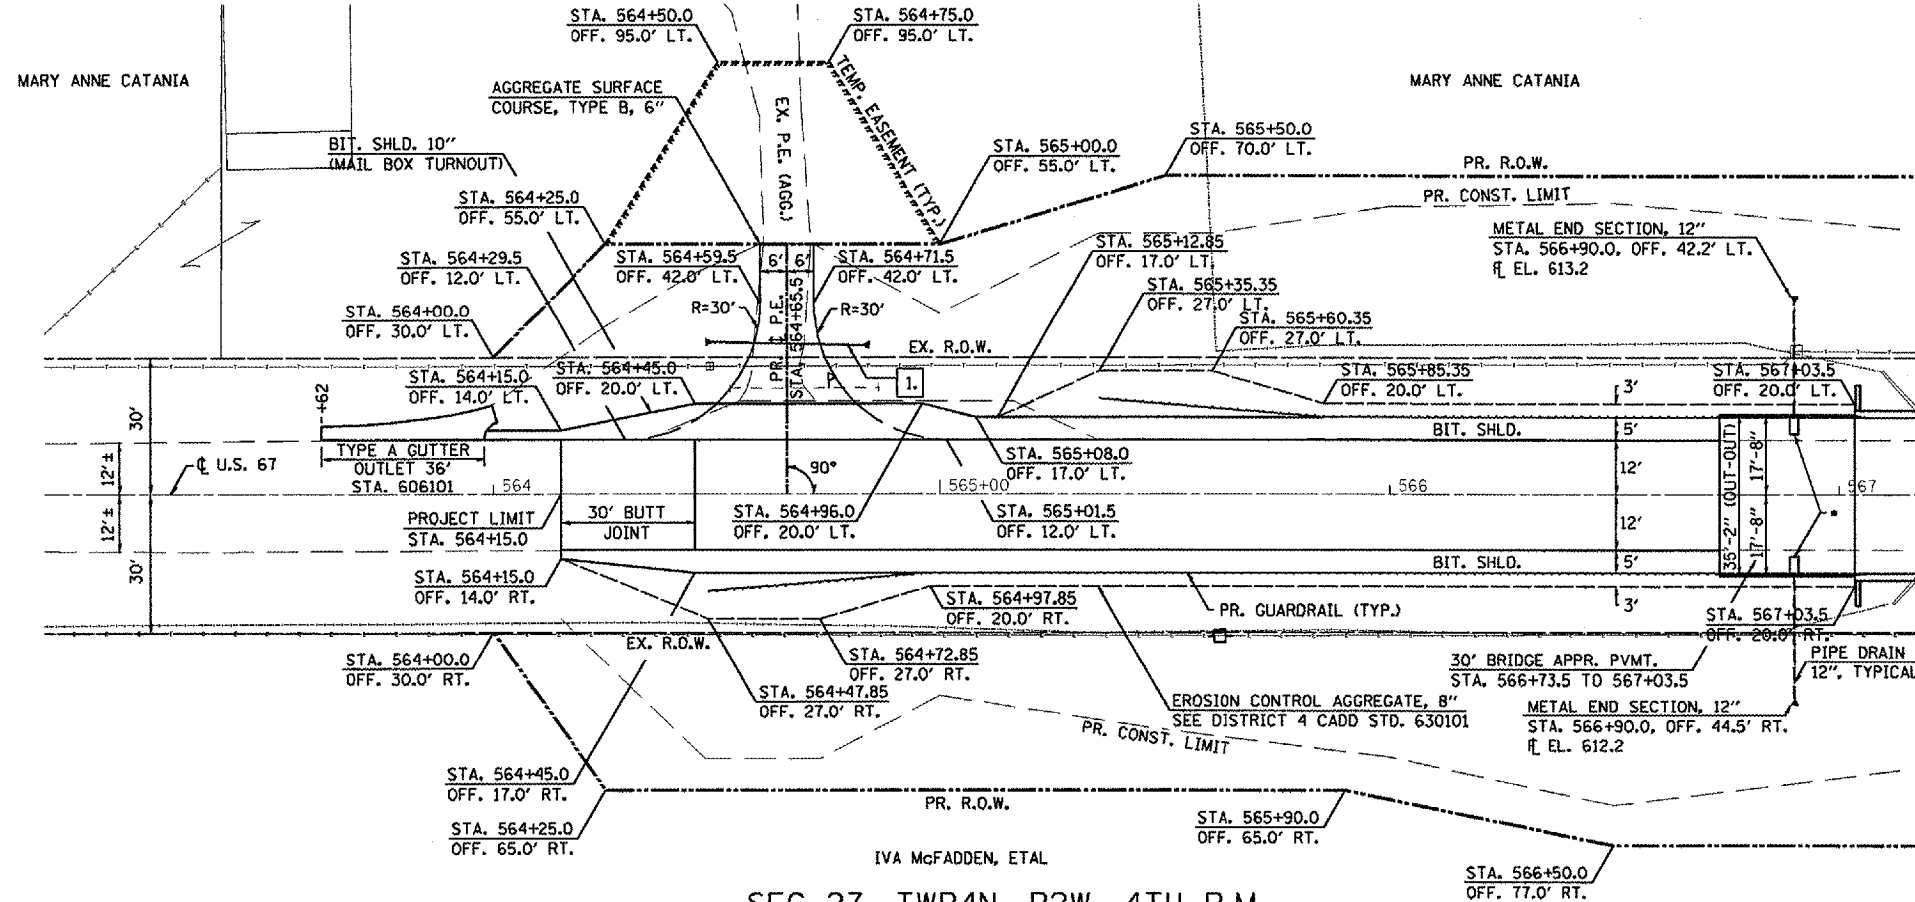 STA. 564+50.0
OFF. 95.0' LT.
STA. 564+75.0
OFF. 95.0' LT.
MARY ANNE CATANIA
MARY ANNE CATANIA
AGGREGATE SURFACE
COURSE, TYPE B, 6"
TEMP. EASEMENT (TYP.)
EX. P.E. (AGG.)
BIT. SHLD. 10"
(MAIL BOX TURNOUT)
STA. 565+00.0
OFF. 55.0' LT.
STA. 565+50.0
OFF. 70.0' LT.
PR. R.O.W.
PR. CONST. LIMIT
STA. 564+25.0
OFF. 55.0' LT.
METAL END SECTION, 12"
STA. 566+90.0, OFF. 42.2' LT.
℄ EL. 613.2
STA. 564+29.5
OFF. 12.0' LT.
STA. 564+59.5
OFF. 42.0' LT.
6' 6'
STA. 564+71.5
OFF. 42.0' LT.
STA. 565+12.85
OFF. 17.0' LT.
STA. 565+35.35
OFF. 27.0' LT.
STA. 564+00.0
OFF. 30.0' LT.
R=30'
R=30'
PR. ℄ P.E.
STA. 564+65.5
STA. 565+60.35
OFF. 27.0' LT.
EX. R.O.W.
STA. 564+15.0
OFF. 14.0' LT.
STA. 564+45.0
OFF. 20.0' LT.
P
1.
STA. 565+85.35
OFF. 20.0' LT.
STA. 567+03.5
OFF. 20.0' LT.
3'
+62
30'
TYPE A GUTTER
OUTLET 36'
STA. 606101
BIT. SHLD.
5'
12' ±
℄ U.S. 67
90°
STA. 565+08.0
OFF. 17.0' LT.
12'
35'-2" (OUT-OUT)
17'-8"
564
565+00
566
567
PROJECT LIMIT
STA. 564+15.0
30' BUTT
JOINT
STA. 564+96.0
OFF. 20.0' LT.
STA. 565+01.5
OFF. 12.0' LT.
12'
17'-8"
*
12' ±
30'
BIT. SHLD.
5'
STA. 564+15.0
OFF. 14.0' RT.
STA. 564+97.85
OFF. 20.0' RT.
PR. GUARDRAIL (TYP.)
3'
STA. 567+03.5
OFF. 20.0' RT.
EX. R.O.W.
STA. 564+00.0
OFF. 30.0' RT.
STA. 564+72.85
OFF. 27.0' RT.
STA. 564+47.85
OFF. 27.0' RT.
30' BRIDGE APPR. PVMT.
STA. 566+73.5 TO 567+03.5
PIPE DRAIN
12", TYPICAL
EROSION CONTROL AGGREGATE, 8"
SEE DISTRICT 4 CADD STD. 630101
METAL END SECTION, 12"
STA. 566+90.0, OFF. 44.5' RT.
℄ EL. 612.2
PR. CONST. LIMIT
STA. 564+45.0
OFF. 17.0' RT.
PR. R.O.W.
STA. 564+25.0
OFF. 65.0' RT.
STA. 565+90.0
OFF. 65.0' RT.
IVA McFADDEN, ETAL
STA. 566+50.0
OFF. 77.0' RT.